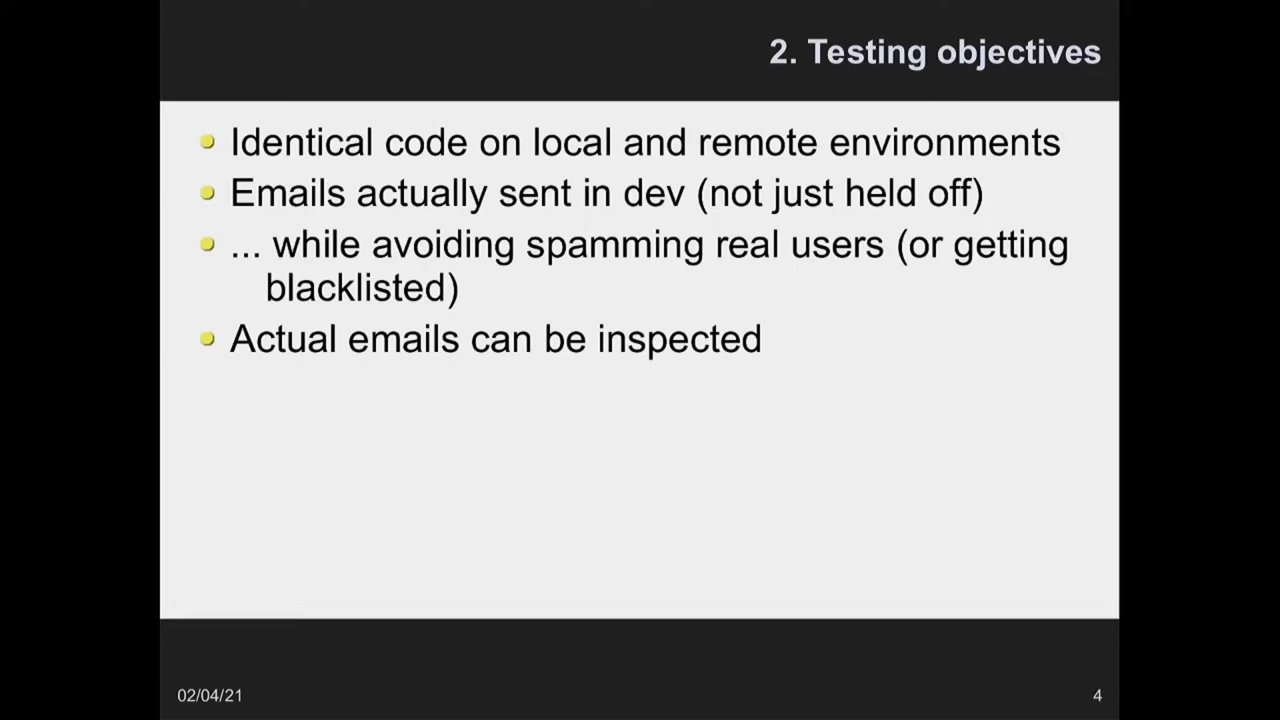 2. Testing objectives
Identical code on local and remote environments
Emails actually sent in dev (not just held off)
... while avoiding spamming real users (or getting
blacklisted)
Actual emails can be inspected
02/04/21
4